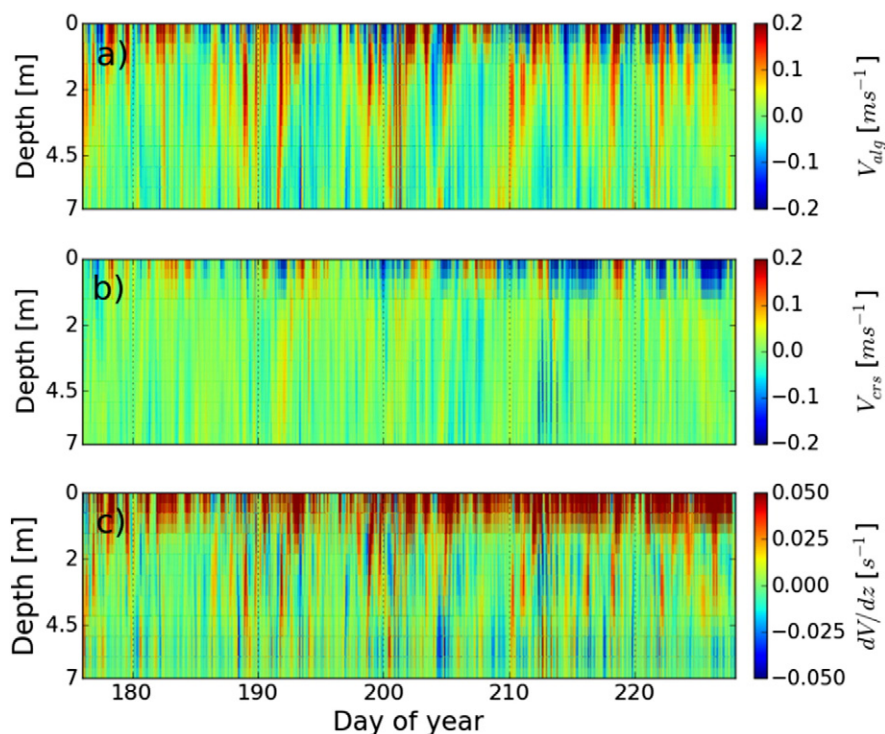 0
2
4.5
7
Depth [m]
a)
0.2
0.1
0.0
−0.1
−0.2
V_alg [ms⁻¹]
0
2
4.5
7
Depth [m]
b)
0.2
0.1
0.0
−0.1
−0.2
V_crs [ms⁻¹]
0
2
4.5
7
Depth [m]
c)
0.050
0.025
0.000
−0.025
−0.050
dV/dz [s⁻¹]
180 190 200 210 220
Day of year